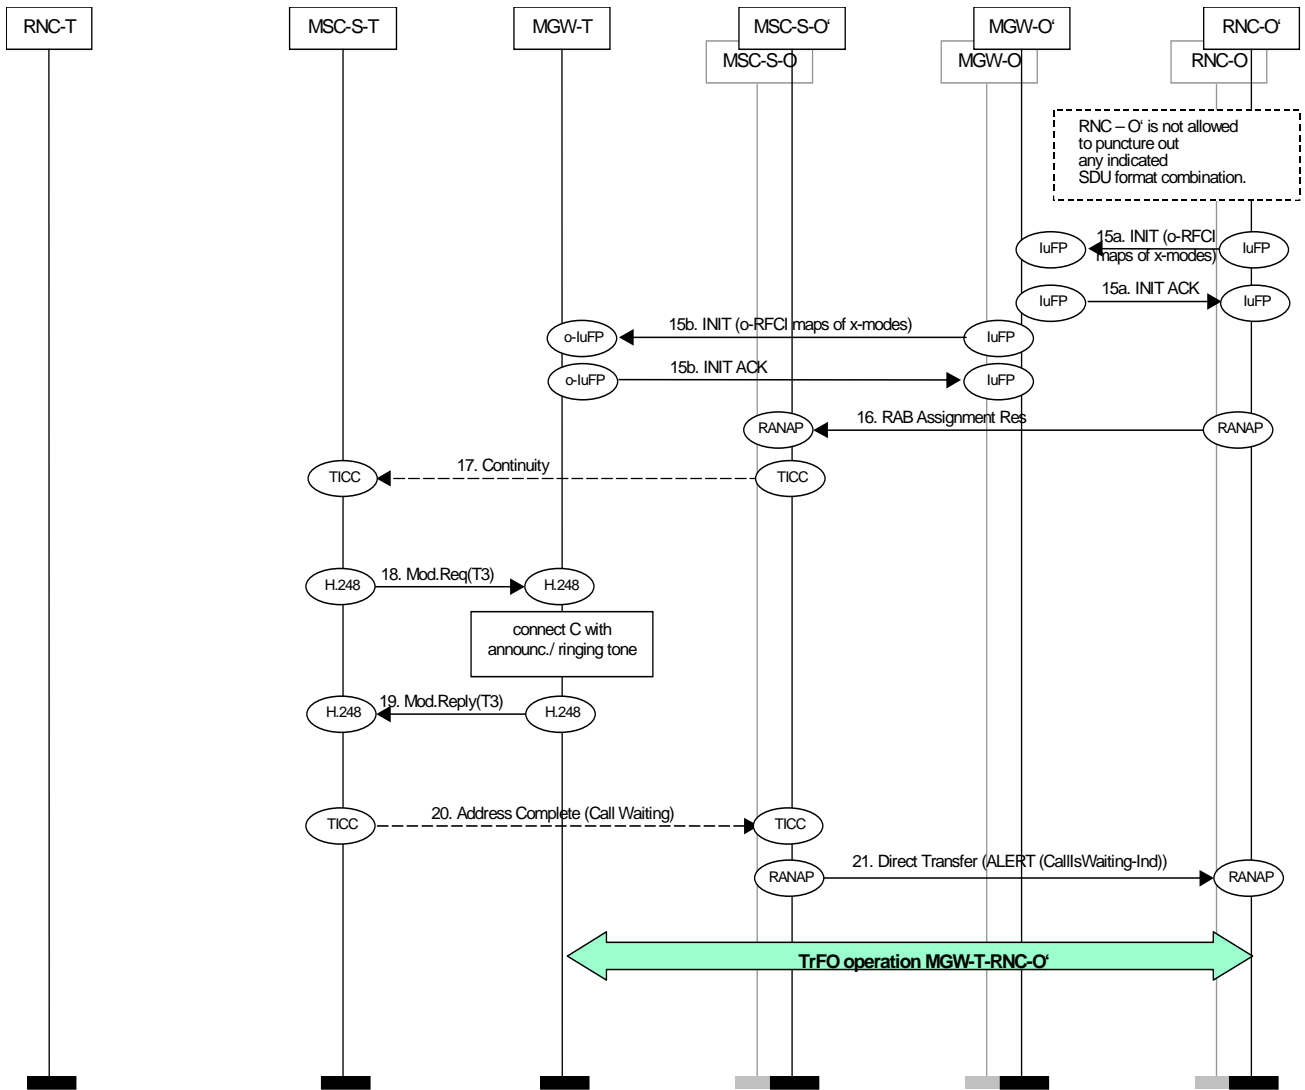 RNC-T
MSC-S-T
MGW-T
MSC-S-O‘
MGW-O‘
RNC-O‘
MSC-S-O
MGW-O
RNC-O
RNC – O‘ is not allowed
to puncture out
any indicated
SDU format combination.
IuFP
15a. INIT (o-RFCI
maps of x-modes)
IuFP
IuFP
15a. INIT ACK
IuFP
o-IuFP
15b. INIT (o-RFCI maps of x-modes)
IuFP
o-IuFP
15b. INIT ACK
IuFP
RANAP
16. RAB Assignment Res
RANAP
TICC
17. Continuity
TICC
H.248
18. Mod.Req(T3)
H.248
connect C with
announc./ ringing tone
H.248
19. Mod.Reply(T3)
H.248
TICC
20. Address Complete (Call Waiting)
TICC
RANAP
21. Direct Transfer (ALERT (CallIsWaiting-Ind))
RANAP
TrFO operation MGW-T-RNC-O‘